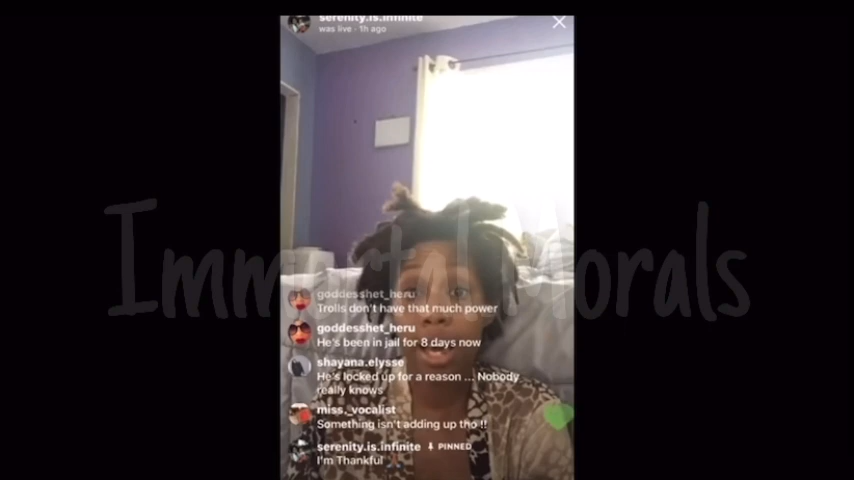 serenity.is.infinite
was live · 1h ago
Immortal Morals
goddesshet_heru
Trolls don't have that much power
goddesshet_heru
He's been in jail for 8 days now
shayana.elysse
He's locked up for a reason ... Nobody
really knows
miss._vocalist
Something isn't adding up tho !!
serenity.is.infinite PINNED
I'm Thankful